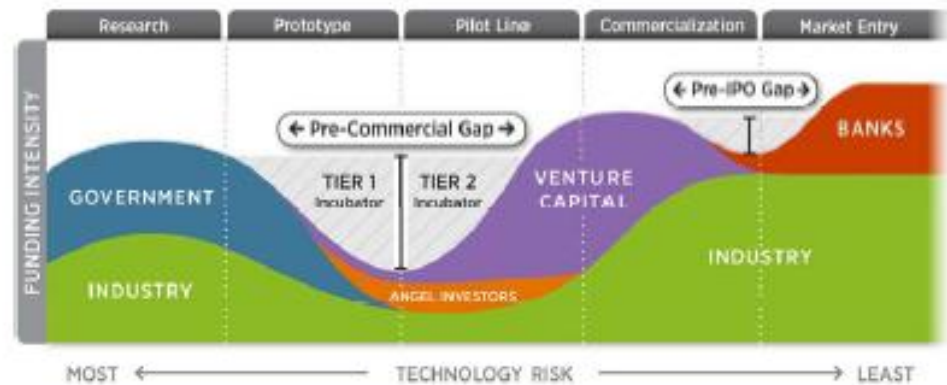 Research Prototype Pilot Line Commercialization Market Entry
← Pre-IPO Gap →
← Pre-Commercial Gap →
BANKS
TIER 1
Incubator
TIER 2
Incubator
VENTURE
CAPITAL
GOVERNMENT
INDUSTRY
ANGEL INVESTORS
INDUSTRY
FUNDING INTENSITY
MOST ← TECHNOLOGY RISK → LEAST